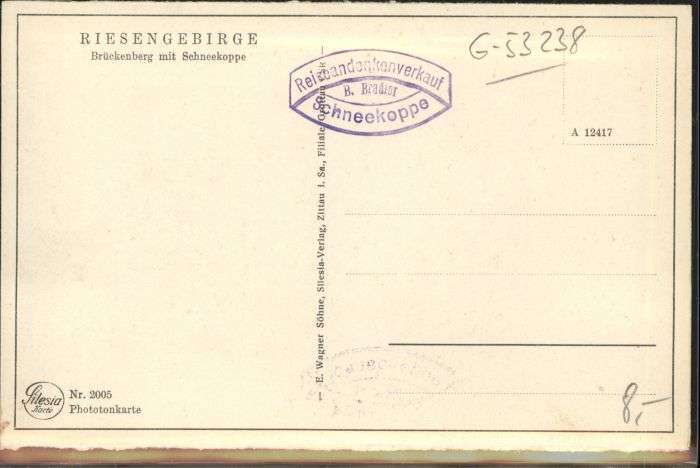 RIESENGEBIRGE
Brückenberg mit Schneekoppe
Reiseandenkenverkauf
B. Bradler
Schneekoppe
G-53238
A 12417
— E. Wagner Söhne, Silesia-Verlag, Zittau i. Sa., Filiale
Silesia
Karte
Nr. 2005
Phototonkarte
8,-